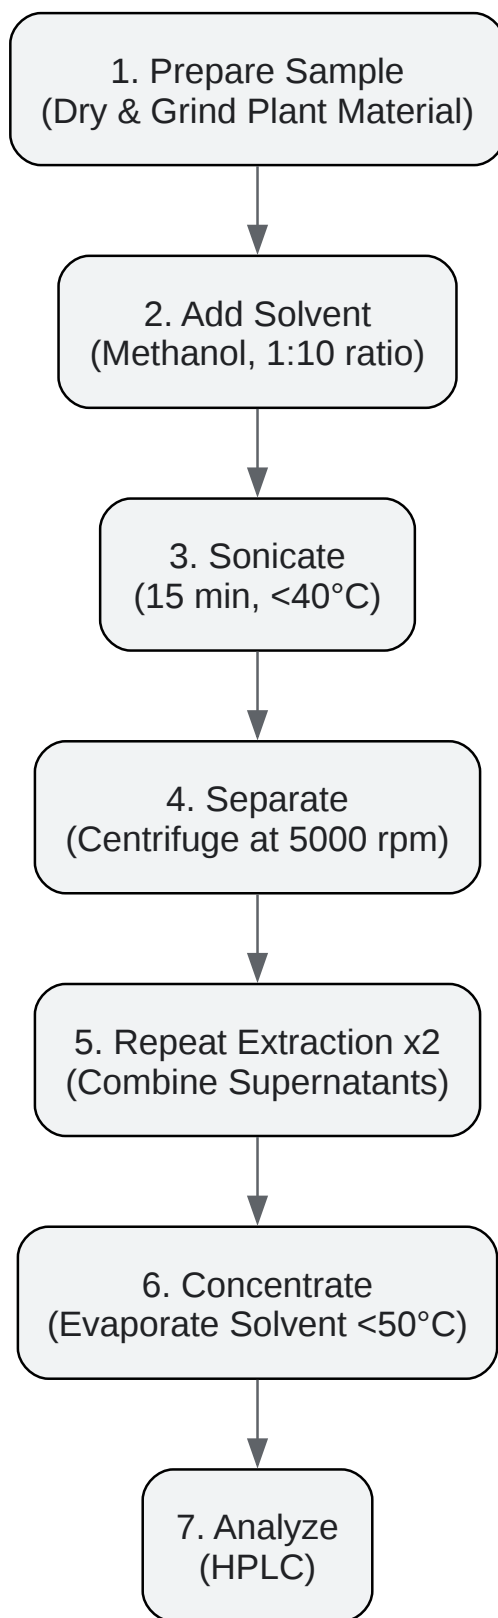 1. Prepare Sample
(Dry & Grind Plant Material)
2. Add Solvent
(Methanol, 1:10 ratio)
3. Sonicate
(15 min, <40°C)
4. Separate
(Centrifuge at 5000 rpm)
5. Repeat Extraction x2
(Combine Supernatants)
6. Concentrate
(Evaporate Solvent <50°C)
7. Analyze
(HPLC)